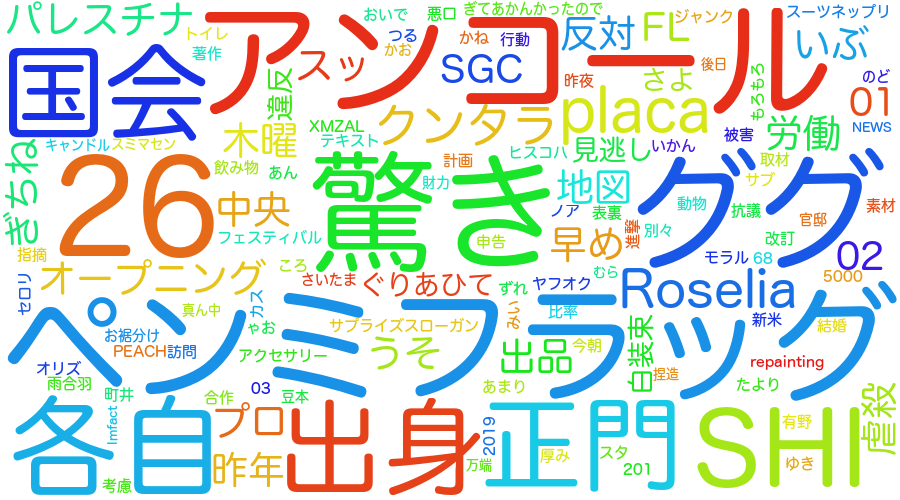 パレスチナ
トイレ
著作
おいで
悪口
ぎてあかんかったので
つる
かお
かね
行動
反対
FL
ジャンク
スーツネップリ
いぶ
アンコール
国会
スッ
SGC
昨夜
さよ
後日
のど
もろもろ
違反
01
NEWS
XMZAL
テキスト
クンタラ
placa
労働
被害
キャンドル
スミマセン
木曜
飲み物
あん
計画
ヒスコハ
見逃し
いかん
取材
サブ
ぎちね
26
驚き
財力
地図
動物
素材
ググ
中央
フェスティバル
申告
ノア
表裏
抗議
官邸
進撃
別々
改訂
早め
指摘
ころ
モラル
68
02
オープニング
さいたま
ぐりあひて
ずれ
ヤフオク
むら
Roselia
5000
セロリ
真ん中
カス
ペンミフラッグ
みい
比率
新米
結婚
お裾分け
ゃお
サプライズスローガン
PEACH
訪問
アクセサリー
うそ
出品
今朝
白装束
repainting
オリズ
雨合羽
捏造
たより
町井
合作
03
豆本
あまり
虐殺
Imfact
各自
プロ
出身
正門
SHI
2019
有野
昨年
厚み
スタ
201
ゆき
考慮
万端